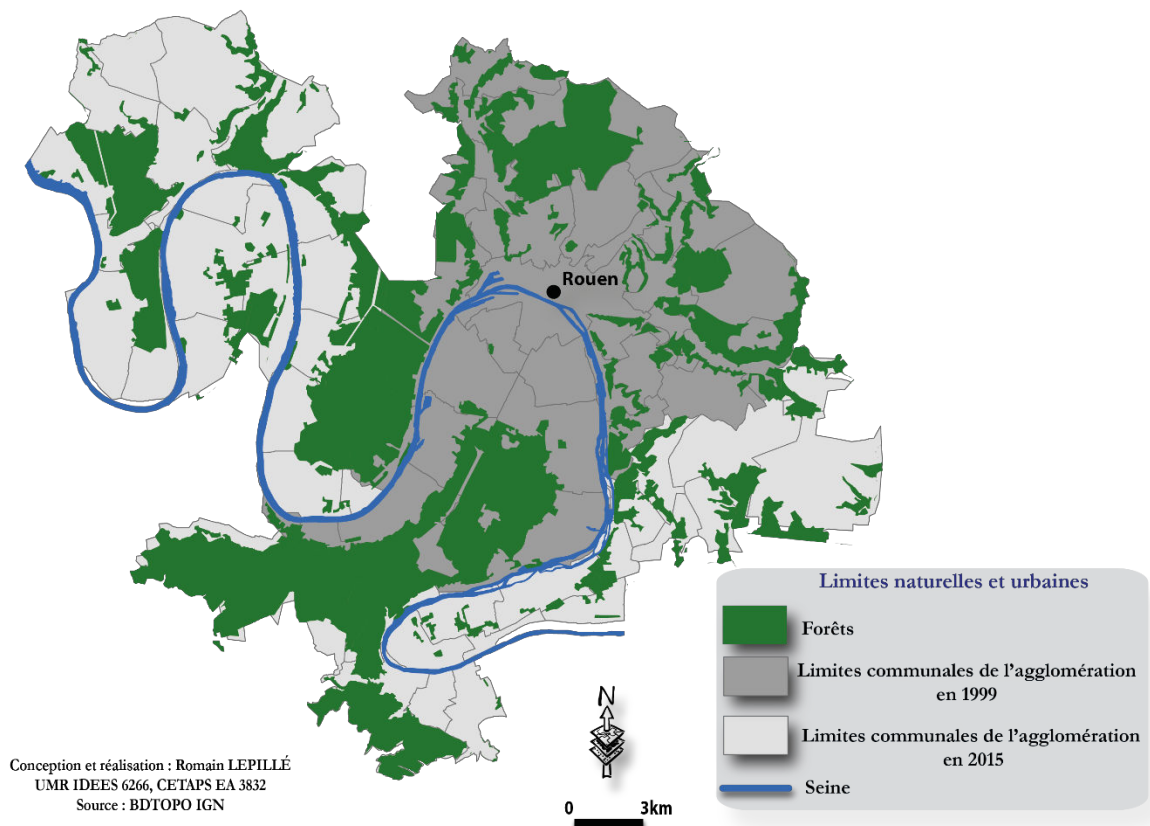 Rouen
Limites naturelles et urbaines
Forêts
Limites communales de l'agglomération
en 1999
Limites communales de l'agglomération
en 2015
Seine
N
0 3km
Conception et réalisation : Romain LEPILLÉ
UMR IDEES 6266, CETAPS EA 3832
Source : BDTOPO IGN